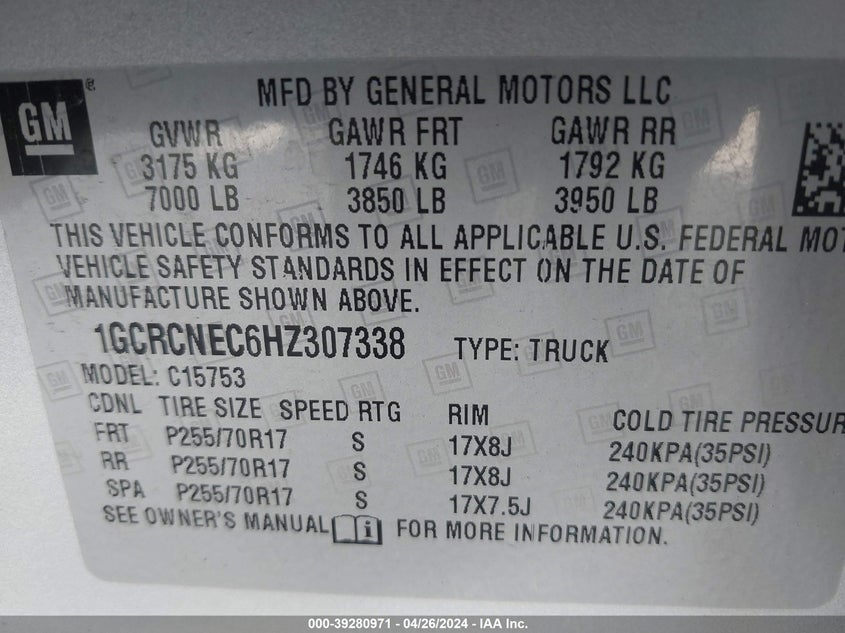 GM
MFD BY GENERAL MOTORS LLC
GVWR GAWR FRT GAWR RR
3175 KG 1746 KG 1792 KG
7000 LB 3850 LB 3950 LB
THIS VEHICLE CONFORMS TO ALL APPLICABLE U.S. FEDERAL MOT
VEHICLE SAFETY STANDARDS IN EFFECT ON THE DATE OF
MANUFACTURE SHOWN ABOVE.
1GCRCNEC6HZ307338 TYPE: TRUCK
MODEL: C15753
CDNL TIRE SIZE SPEED RTG RIM COLD TIRE PRESSUR
FRT P255/70R17 S 17X8J 240KPA(35PSI)
RR P255/70R17 S 17X8J 240KPA(35PSI)
SPA P255/70R17 S 17X7.5J 240KPA(35PSI)
SEE OWNER'S MANUAL i FOR MORE INFORMATION.
000-39280971 - 04/26/2024 - IAA Inc.